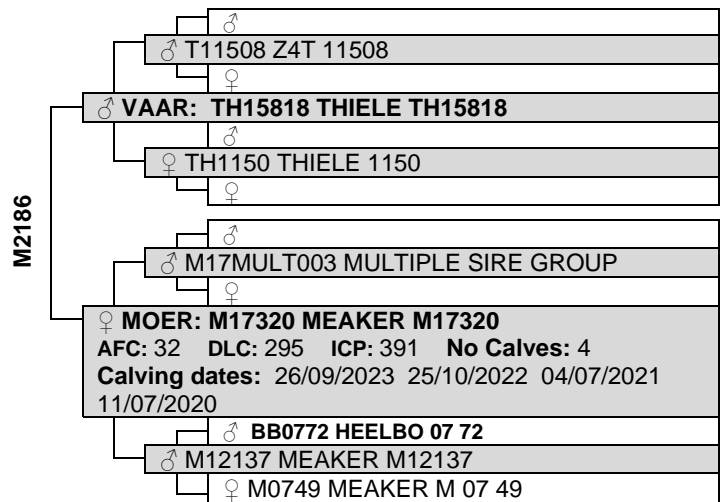 ♂
♂ T11508 Z4T 11508
♀
♂ VAAR: TH15818 THIELE TH15818
♂
♀ TH1150 THIELE 1150
♀
M2186
♂
♂ M17MULT003 MULTIPLE SIRE GROUP
♀
♀ MOER: M17320 MEAKER M17320
AFC: 32 DLC: 295 ICP: 391 No Calves: 4
Calving dates: 26/09/2023 25/10/2022 04/07/2021
11/07/2020
♂ BB0772 HEELBO 07 72
♂ M12137 MEAKER M12137
♀ M0749 MEAKER M 07 49